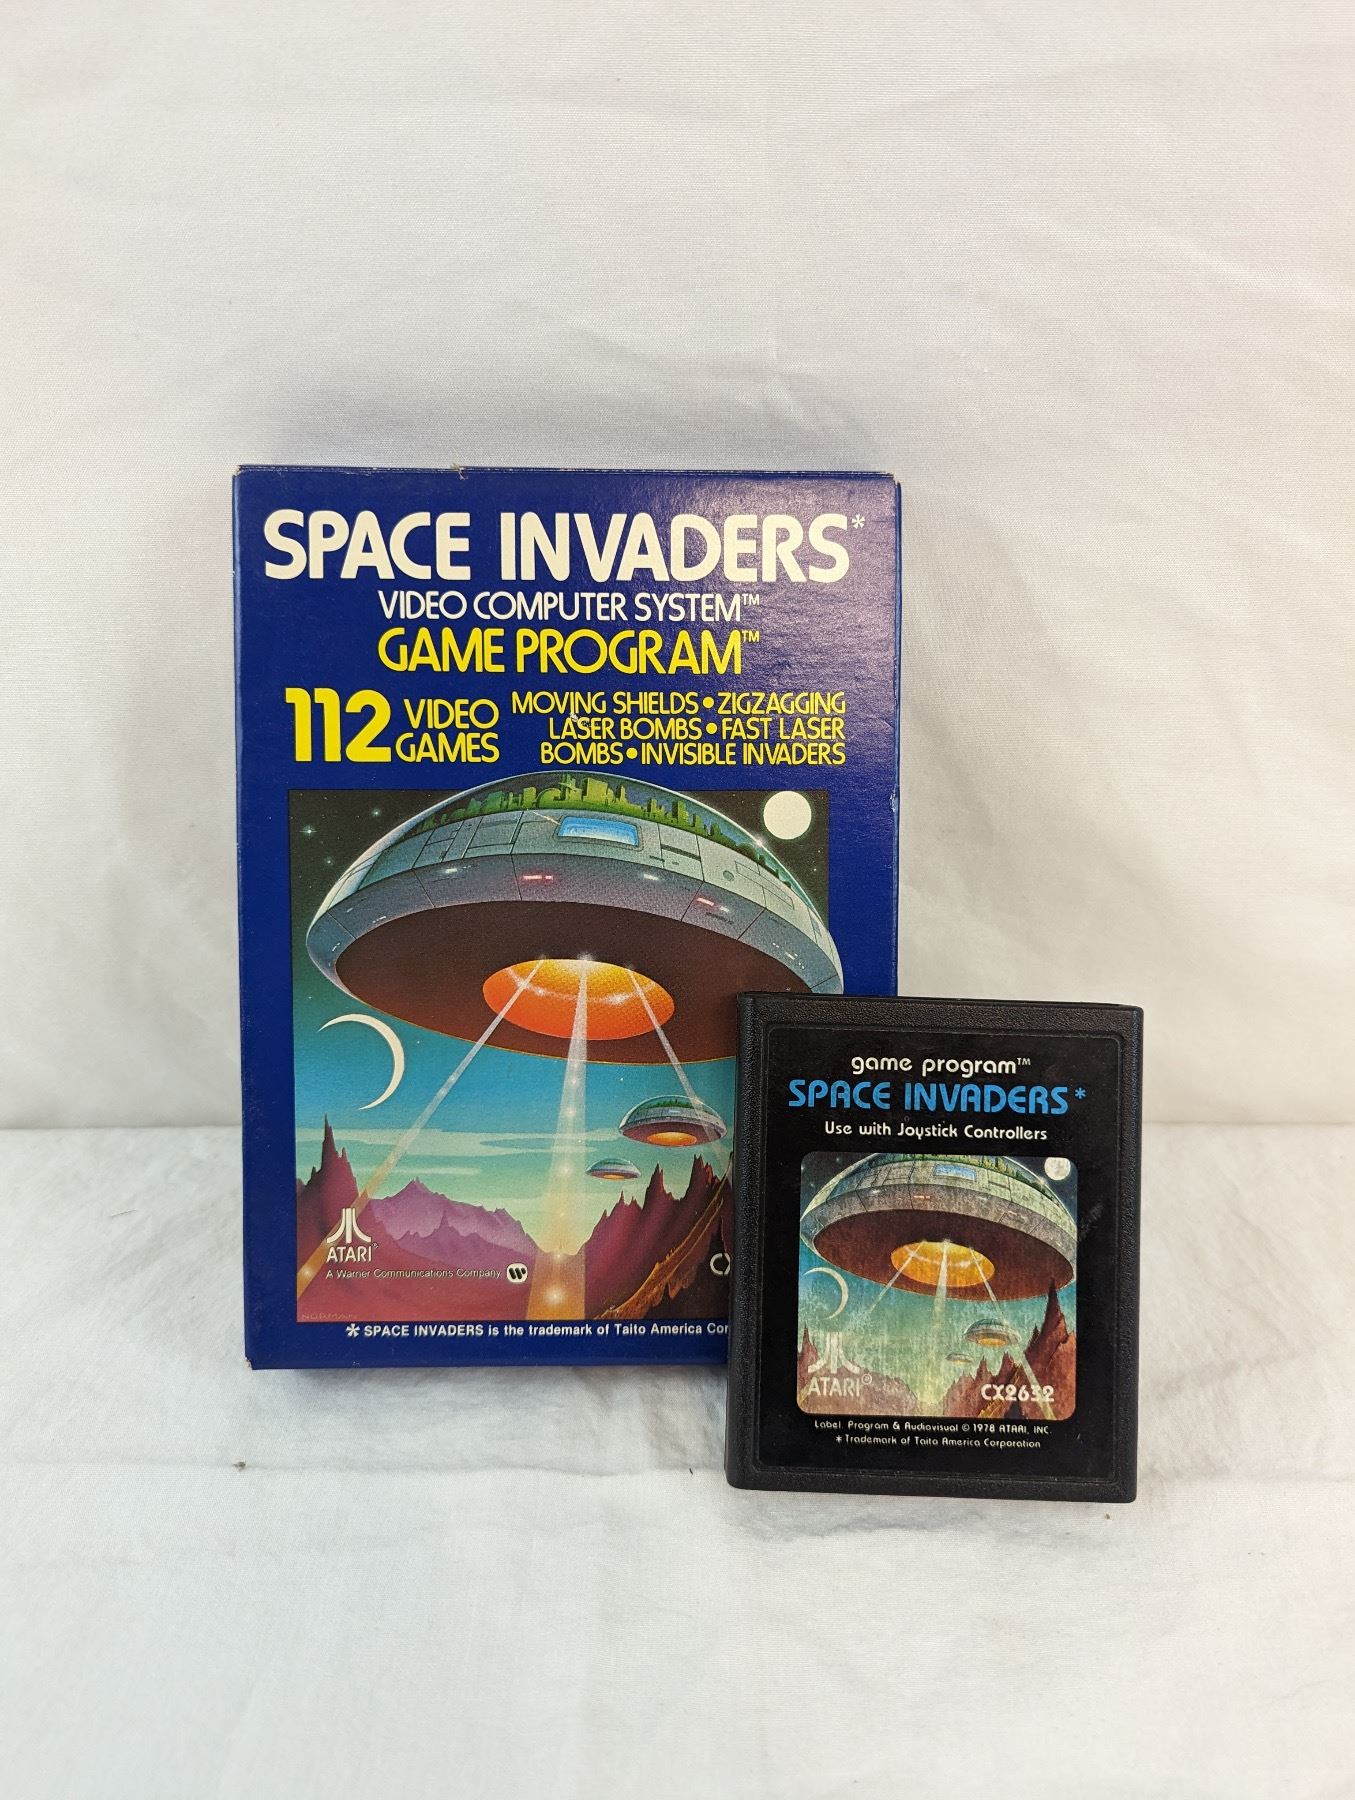 SPACE INVADERS*
VIDEO COMPUTER SYSTEM™
GAME PROGRAM™
112 VIDEO GAMES
MOVING SHIELDS • ZIGZAGGING
LASER BOMBS • FAST LASER
BOMBS • INVISIBLE INVADERS
ATARI®
A Warner Communications Company
NORMAN
* SPACE INVADERS is the trademark of Taito America
game program™
SPACE INVADERS*
Use with Joystick Controllers
ATARI®
CX2632
Label, Program & Audiovisual © 1978 ATARI, INC.
* Trademark of Taito America Corporation